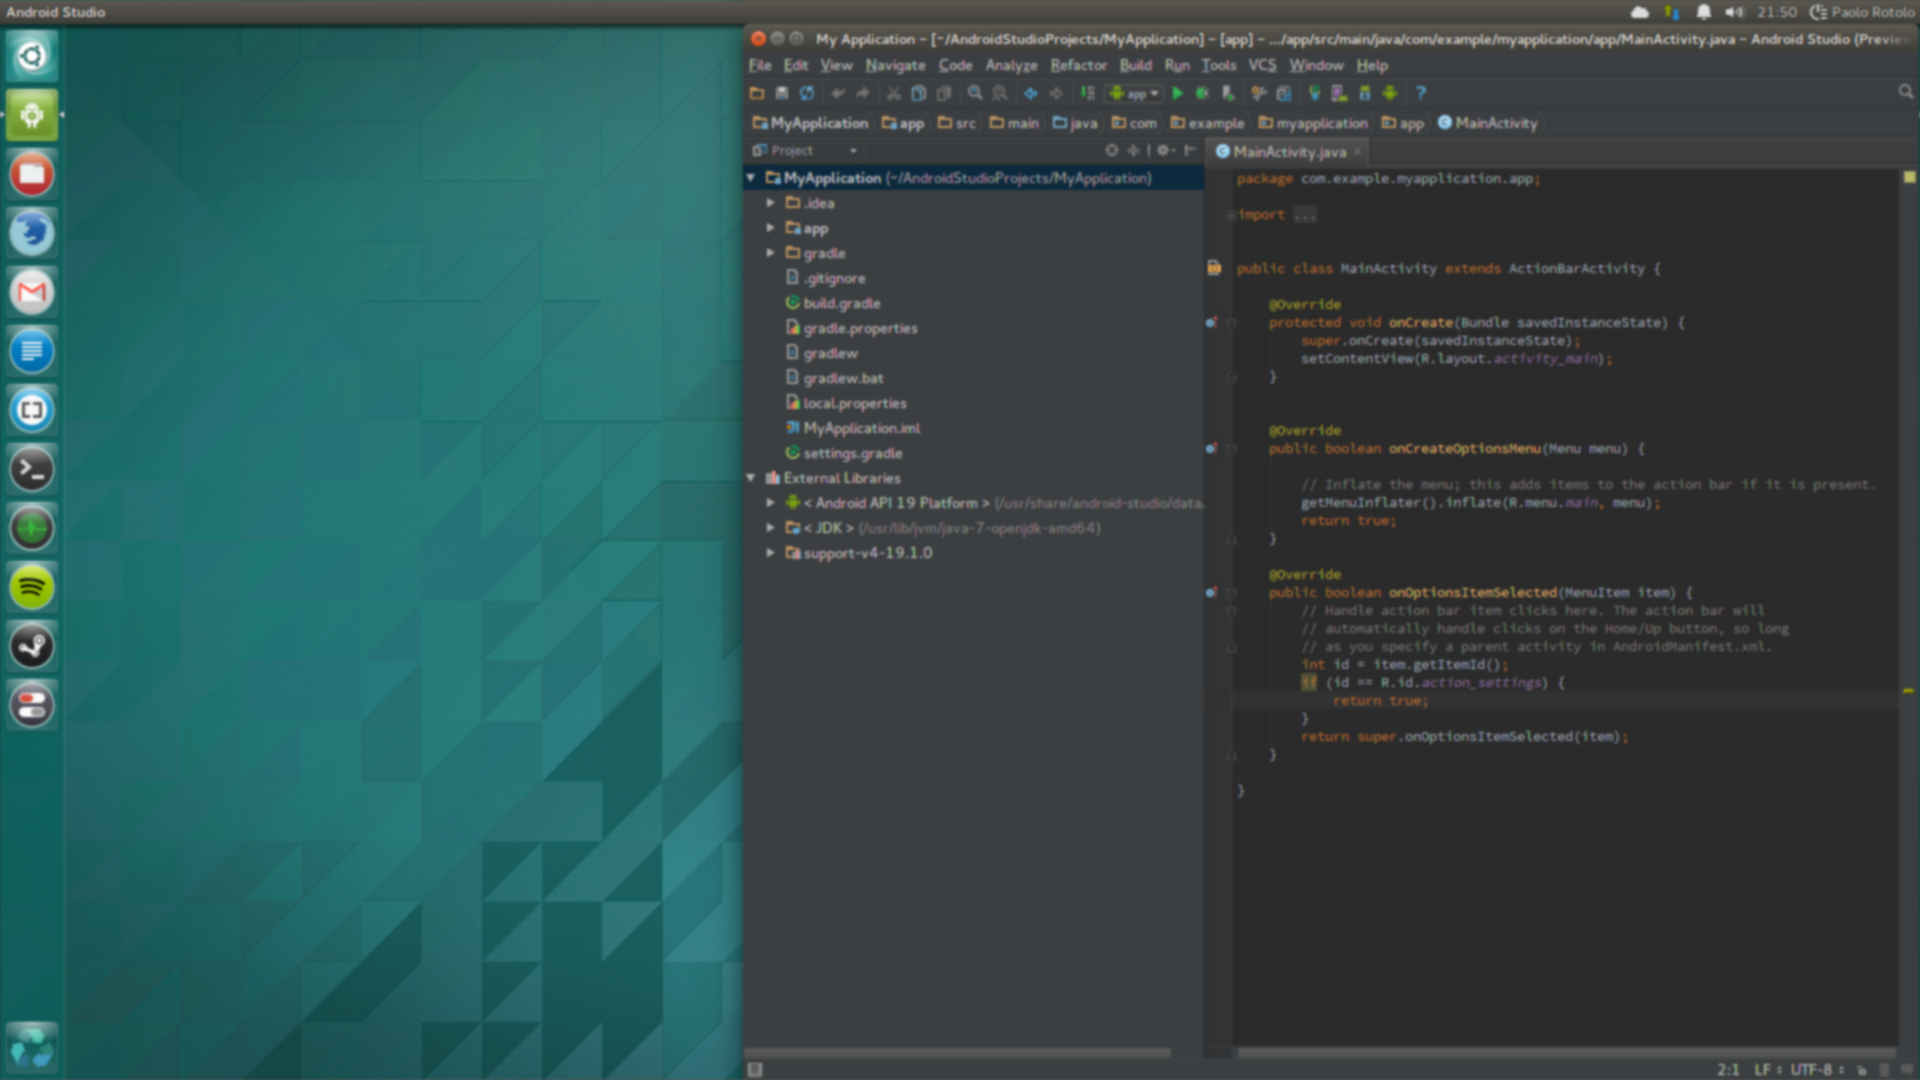 Android Studio
21:50 Paolo Rotolo
My Application – [~/AndroidStudioProjects/MyApplication] – [app] – .../app/src/main/java/com/example/myapplication/app/MainActivity.java – Android Studio (Previe
File Edit View Navigate Code Analyze Refactor Build Run Tools VCS Window Help
app
MyApplication app src main java com example myapplication app MainActivity
Project
MyApplication (~/AndroidStudioProjects/MyApplication)
.idea
app
gradle
.gitignore
build.gradle
gradle.properties
gradlew
gradlew.bat
local.properties
MyApplication.iml
settings.gradle
External Libraries
< Android API 19 Platform > (/usr/share/android-studio/data/
< JDK > (/usr/lib/jvm/java-7-openjdk-amd64)
support-v4-19.1.0
MainActivity.java
package com.example.myapplication.app;
import ...
public class MainActivity extends ActionBarActivity {
@Override
protected void onCreate(Bundle savedInstanceState) {
super.onCreate(savedInstanceState);
setContentView(R.layout.activity_main);
}
@Override
public boolean onCreateOptionsMenu(Menu menu) {
// Inflate the menu; this adds items to the action bar if it is present.
getMenuInflater().inflate(R.menu.main, menu);
return true;
}
@Override
public boolean onOptionsItemSelected(MenuItem item) {
// Handle action bar item clicks here. The action bar will
// automatically handle clicks on the Home/Up button, so long
// as you specify a parent activity in AndroidManifest.xml.
int id = item.getItemId();
if (id == R.id.action_settings) {
return true;
}
return super.onOptionsItemSelected(item);
}
}
2:1 LF UTF-8